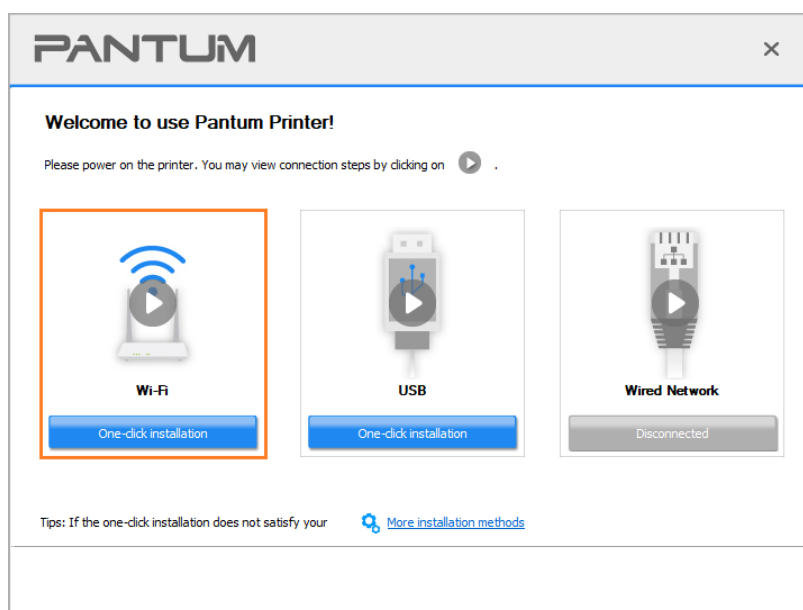 PANTUM
Welcome to use Pantum Printer!
Please power on the printer. You may view connection steps by clicking on .
Wi-Fi
USB
Wired Network
One-click installation
One-click installation
Disconnected
Tips: If the one-click installation does not satisfy your
More installation methods